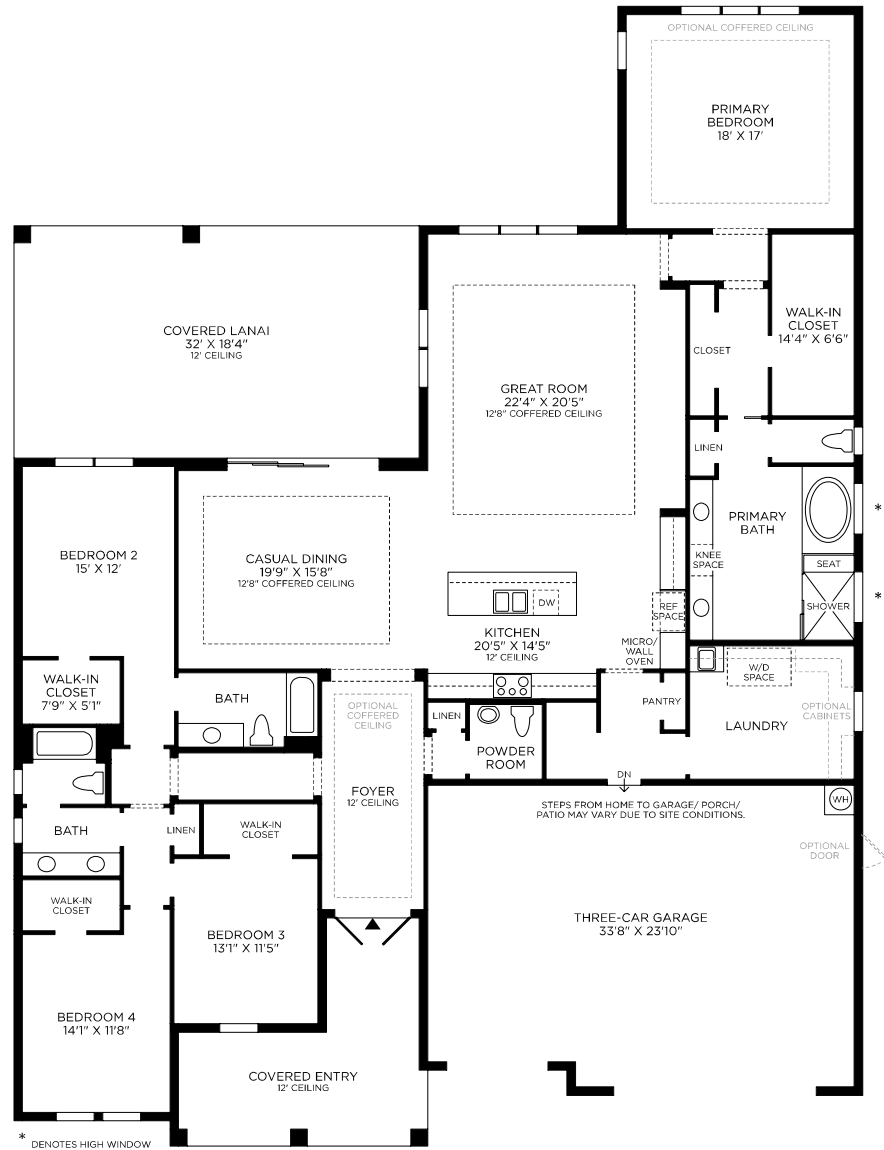 OPTIONAL COFFERED CEILING
PRIMARY
BEDROOM
18' X 17'
COVERED LANAI
32' X 18'4"
12' CEILING
GREAT ROOM
22'4" X 20'5"
12'8" COFFERED CEILING
WALK-IN
CLOSET
14'4" X 6'6"
CLOSET
LINEN
PRIMARY
BATH
*
KNEE
SPACE
SEAT
SHOWER
*
BEDROOM 2
15' X 12'
CASUAL DINING
19'9" X 15'8"
12'8" COFFERED CEILING
DW
REF
SPACE
KITCHEN
20'5" X 14'5"
12' CEILING
MICRO/
WALL
OVEN
W/D
SPACE
WALK-IN
CLOSET
7'9" X 5'1"
BATH
OPTIONAL
COFFERED
CEILING
LINEN
PANTRY
OPTIONAL
CABINETS
LAUNDRY
POWDER
ROOM
DN
FOYER
12' CEILING
STEPS FROM HOME TO GARAGE/ PORCH/
PATIO MAY VARY DUE TO SITE CONDITIONS.
WH
BATH
LINEN
WALK-IN
CLOSET
OPTIONAL
DOOR
WALK-IN
CLOSET
THREE-CAR GARAGE
33'8" X 23'10"
BEDROOM 3
13'1" X 11'5"
BEDROOM 4
14'1" X 11'8"
COVERED ENTRY
12' CEILING
* DENOTES HIGH WINDOW